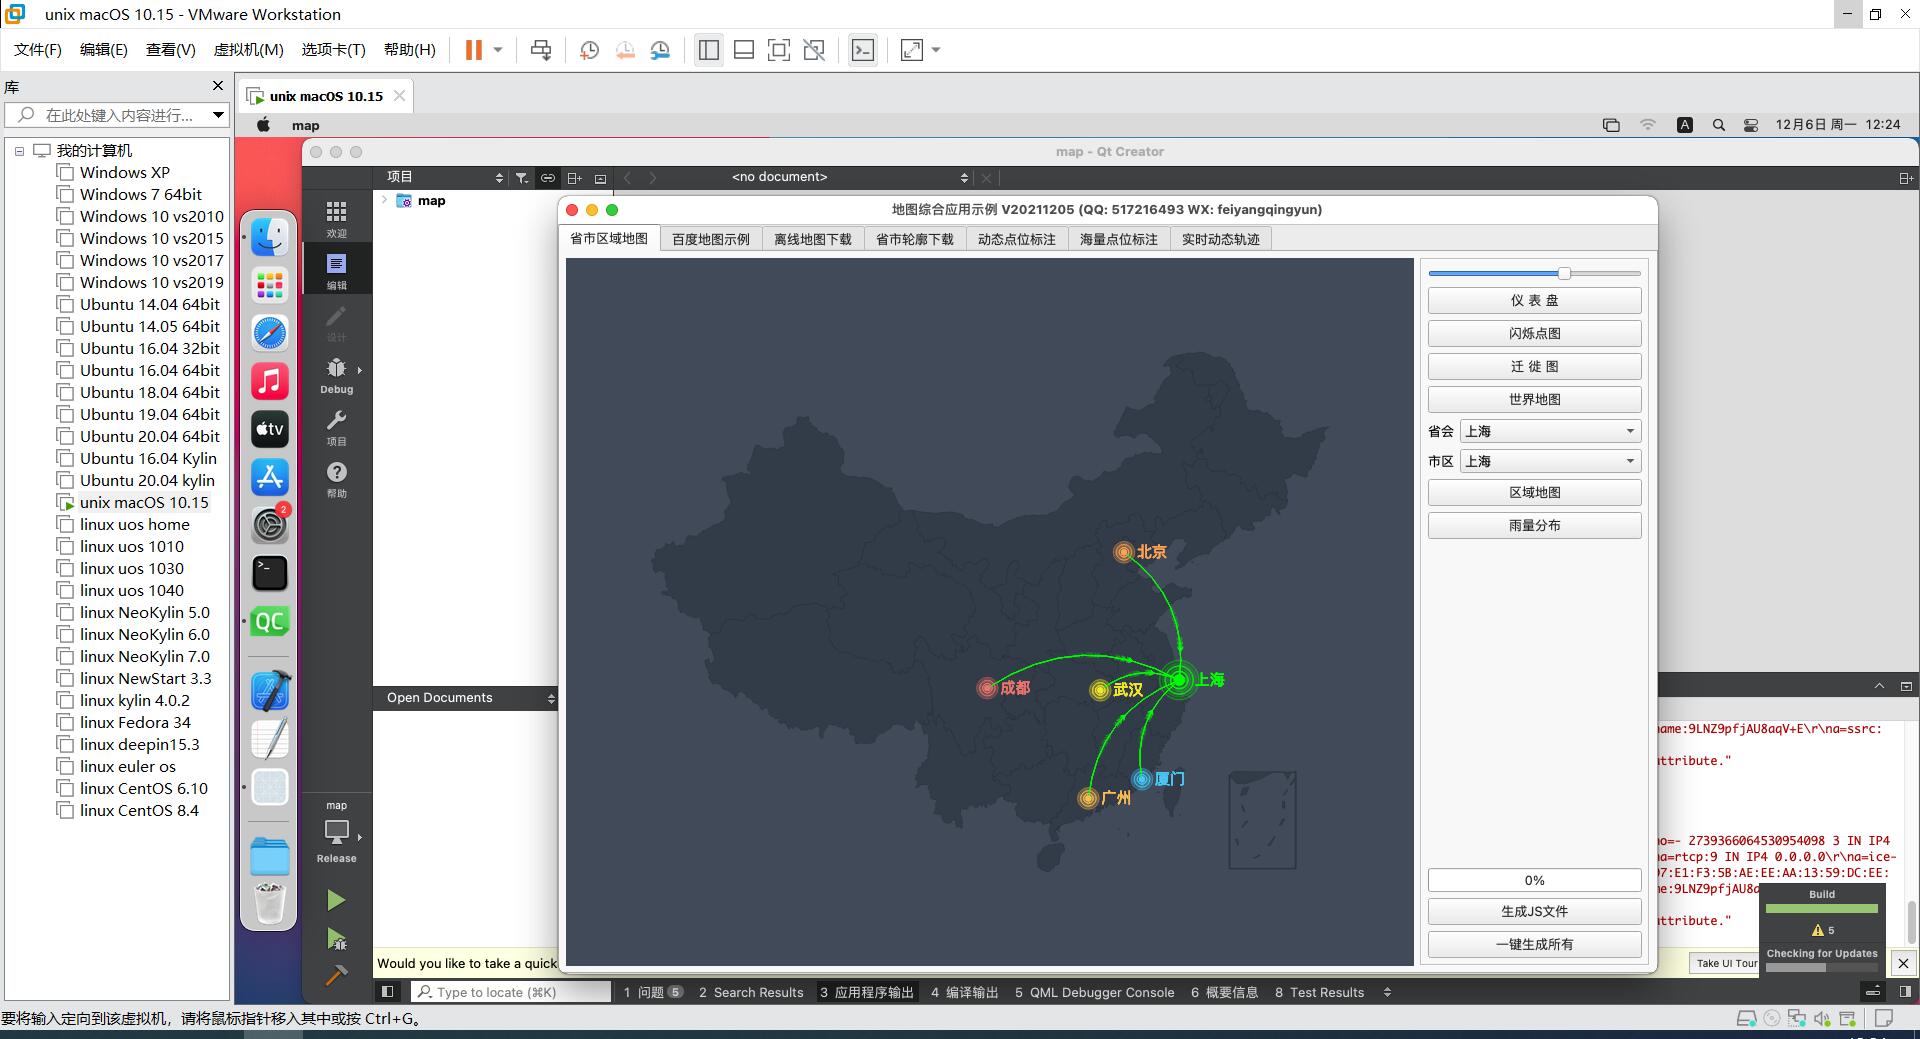 unix macOS 10.15 - VMware Workstation
文件(F) 编辑(E) 查看(V) 虚拟机(M) 选项卡(T) 帮助(H)
库
在此处键入内容进行...
我的计算机
Windows XP
Windows 7 64bit
Windows 10 vs2010
Windows 10 vs2015
Windows 10 vs2017
Windows 10 vs2019
Ubuntu 14.04 64bit
Ubuntu 14.05 64bit
Ubuntu 16.04 32bit
Ubuntu 16.04 64bit
Ubuntu 18.04 64bit
Ubuntu 19.04 64bit
Ubuntu 20.04 64bit
Ubuntu 16.04 Kylin
Ubuntu 20.04 kylin
unix macOS 10.15
linux uos home
linux uos 1010
linux uos 1030
linux uos 1040
linux NeoKylin 5.0
linux NeoKylin 6.0
linux NeoKylin 7.0
linux NewStart 3.3
linux kylin 4.0.2
linux Fedora 34
linux deepin15.3
linux euler os
linux CentOS 6.10
linux CentOS 8.4
unix macOS 10.15
map
A
12月6日 周一 12:24
map - Qt Creator
项目
<no document>
map
tv
2
QC
欢迎
编辑
设计
Debug
项目
帮助
map
Release
Open Documents
地图综合应用示例 V20211205 (QQ: 517216493 WX: feiyangqingyun)
省市区域地图 百度地图示例 离线地图下载 省市轮廓下载 动态点位标注 海量点位标注 实时动态轨迹
北京
上海
成都
武汉
厦门
广州
仪 表 盘
闪烁点图
迁 徙 图
世界地图
省会 上海
市区 上海
区域地图
雨量分布
0%
生成JS文件
一键生成所有
ame:9LNZ9pfjAU8aqV+E\r\na=ssrc:
ttribute."
o=- 2739366064530954098 3 IN IP4
a=rtcp:9 IN IP4 0.0.0.0\r\na=ice-
07:E1:F3:5B:AE:EE:AA:13:59:DC:EE:
me:9LNZ9pfjAU8a
ttribute."
Build
5
Checking for Updates
Would you like to take a quick
Take UI Tour
Type to locate (⌘K)
1 问题 5 2 Search Results 3 应用程序输出 4 编译输出 5 QML Debugger Console 6 概要信息 8 Test Results
要将输入定向到该虚拟机，请将鼠标指针移入其中或按 Ctrl+G。